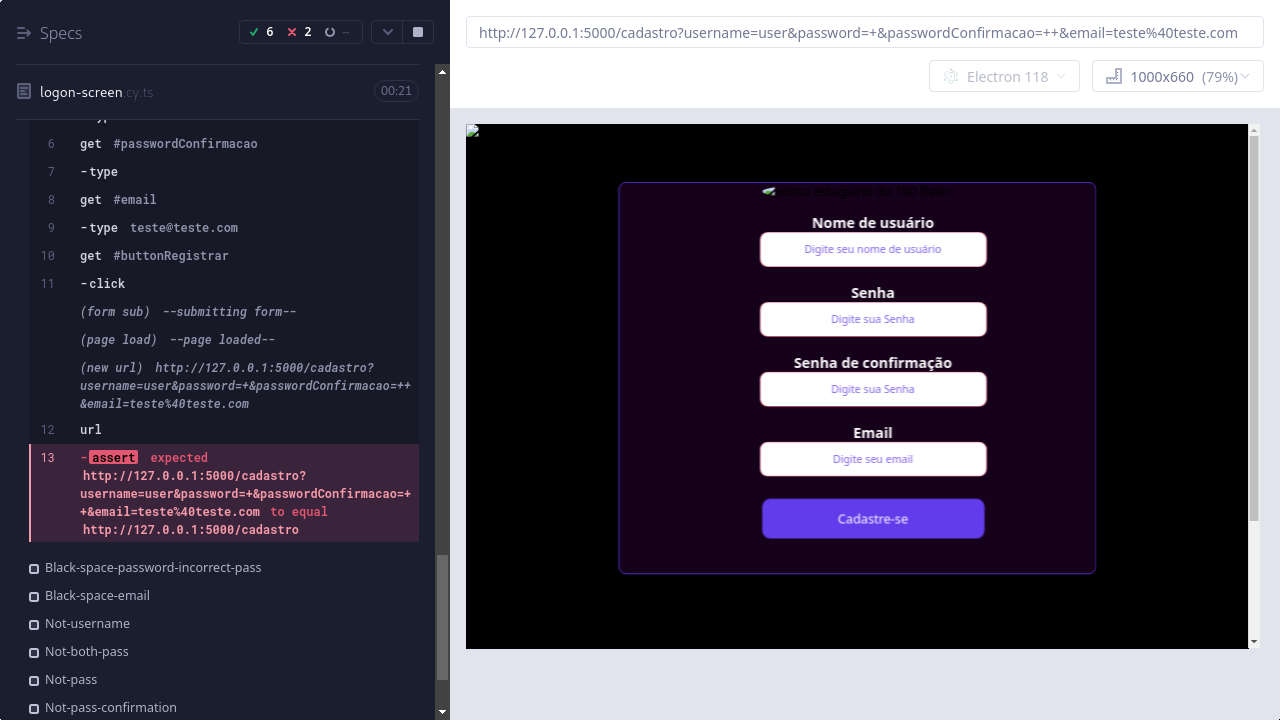 Specs
6
2
--
logon-screen.cy.ts
00:21
6 get #passwordConfirmacao
7 -type
8 get #email
9 -type teste@teste.com
10 get #buttonRegistrar
11 -click
(form sub) --submitting form--
(page load) --page loaded--
(new url) http://127.0.0.1:5000/cadastro?
username=user&password=+&passwordConfirmacao=++
&email=teste%40teste.com
12 url
13 -assert expected
http://127.0.0.1:5000/cadastro?
username=user&password=+&passwordConfirmacao=+
+&email=teste%40teste.com to equal
http://127.0.0.1:5000/cadastro
Black-space-password-incorrect-pass
Black-space-email
Not-username
Not-both-pass
Not-pass
Not-pass-confirmation
http://127.0.0.1:5000/cadastro?username=user&password=+&passwordConfirmacao=++&email=teste%40teste.com
Electron 118
1000x660 (79%)
Nome de usuário
Digite seu nome de usuário
Senha
Digite sua Senha
Senha de confirmação
Digite sua Senha
Email
Digite seu email
Cadastre-se